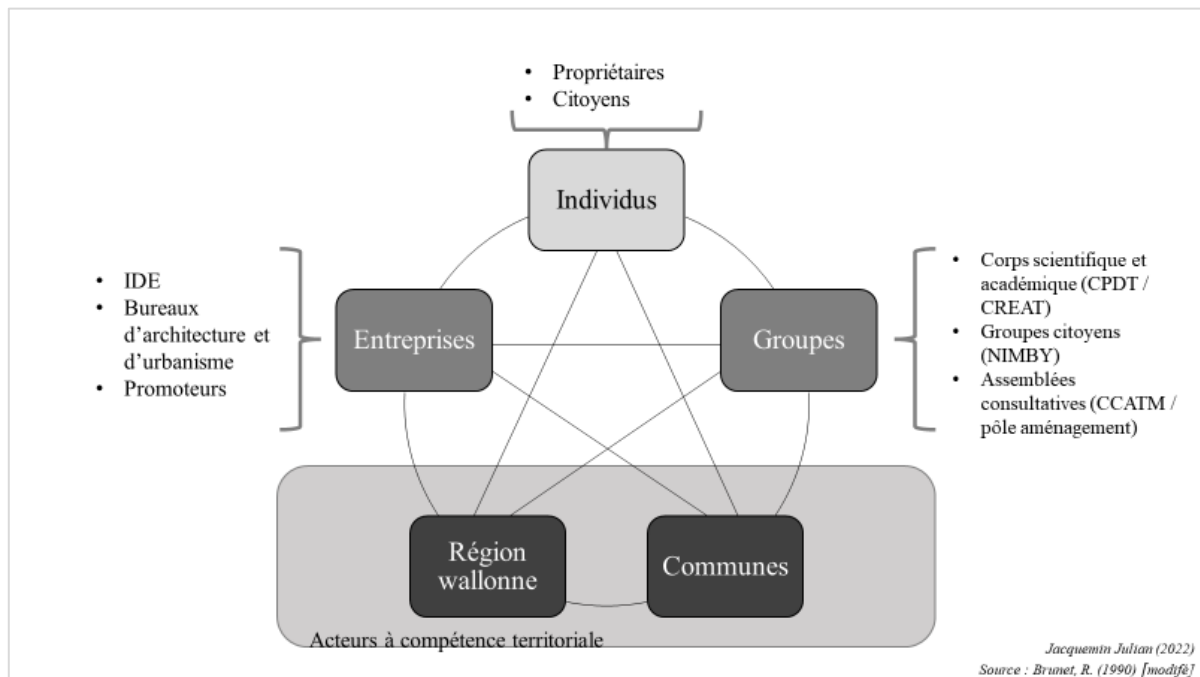 • Propriétaires
• Citoyens
Individus
• IDE
• Bureaux
d'architecture et
d'urbanisme
• Promoteurs
Entreprises
Groupes
• Corps scientifique et
académique (CPDT /
CREAT)
• Groupes citoyens
(NIMBY)
• Assemblées
consultatives (CCATM /
pôle aménagement)
Région
wallonne
Communes
Acteurs à compétence territoriale
Jacquemin Julian (2022)
Source : Brunet, R. (1990) [modifé]